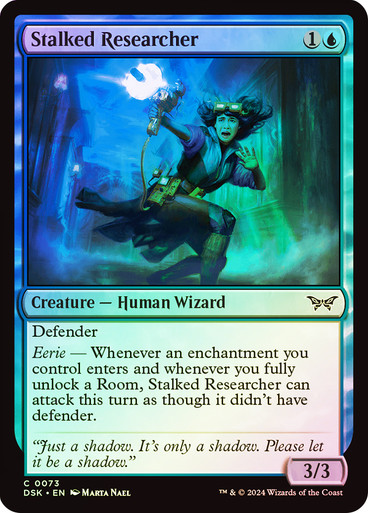 Stalked Researcher 1
Creature — Human Wizard
Defender
Eerie — Whenever an enchantment you
control enters and whenever you fully
unlock a Room, Stalked Researcher can
attack this turn as though it didn't have
defender.
“Just a shadow. It's only a shadow. Please let
it be a shadow.”
3/3
C 0073
DSK • EN Marta Nael
™ & © 2024 Wizards of the Coast